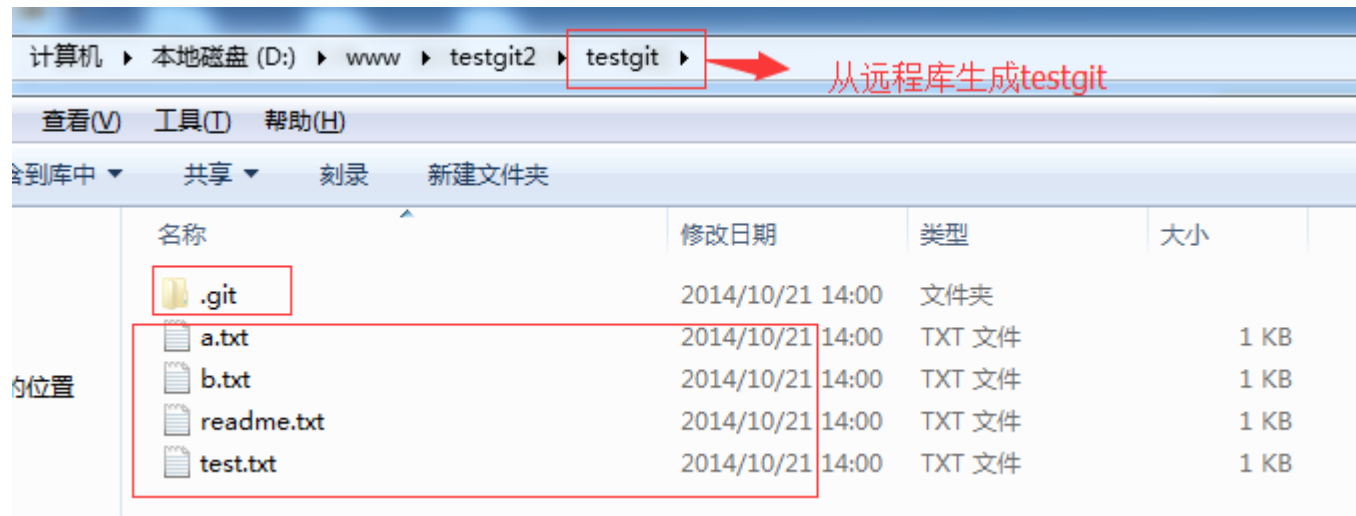 计算机 ▸ 本地磁盘 (D:) ▸ www ▸ testgit2 ▸ testgit ▸
从远程库生成testgit
查看(V) 工具(T) 帮助(H)
含到库中 ▼ 共享 ▼ 刻录 新建文件夹
名称 修改日期 类型 大小
.git 2014/10/21 14:00 文件夹
a.txt 2014/10/21 14:00 TXT 文件 1 KB
b.txt 2014/10/21 14:00 TXT 文件 1 KB
的位置
readme.txt 2014/10/21 14:00 TXT 文件 1 KB
test.txt 2014/10/21 14:00 TXT 文件 1 KB